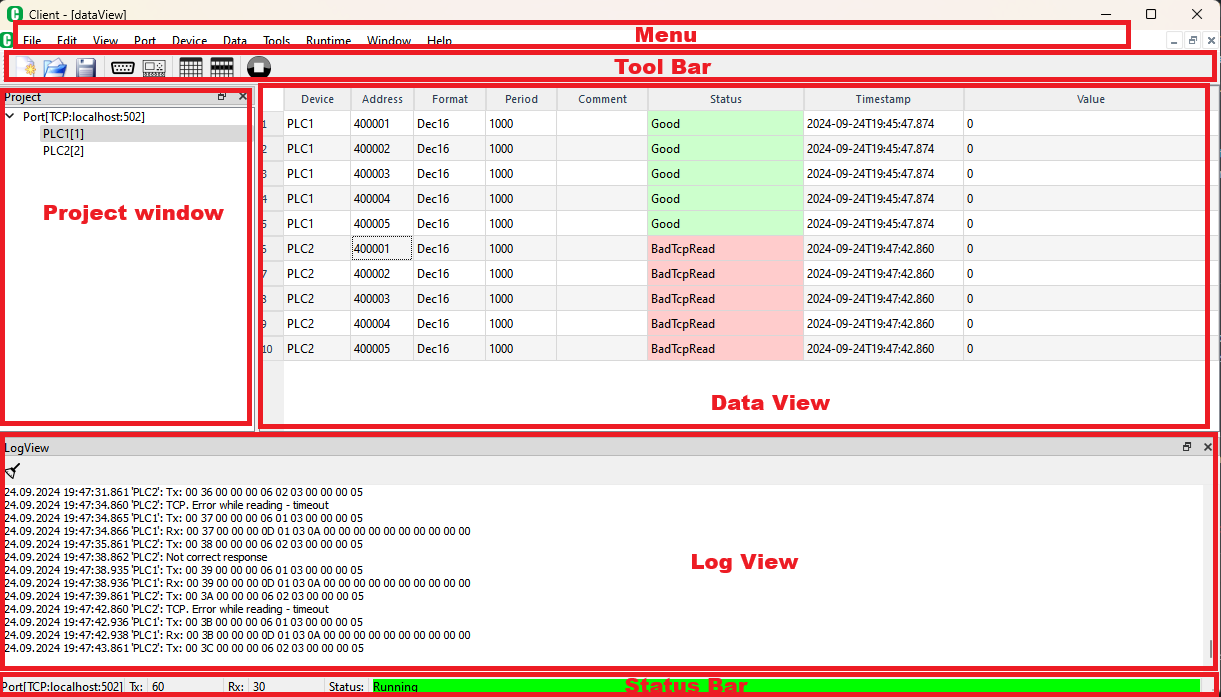 Client - [dataView]
File Edit View Port Device Data Tools Runtime Window Help
Menu
Tool Bar
Project
Port[TCP:localhost:502]
PLC1[1]
PLC2[2]
Project window
Device Address Format Period Comment Status Timestamp Value
1 PLC1 400001 Dec16 1000 Good 2024-09-24T19:45:47.874 0
2 PLC1 400002 Dec16 1000 Good 2024-09-24T19:45:47.874 0
3 PLC1 400003 Dec16 1000 Good 2024-09-24T19:45:47.874 0
4 PLC1 400004 Dec16 1000 Good 2024-09-24T19:45:47.874 0
5 PLC1 400005 Dec16 1000 Good 2024-09-24T19:45:47.874 0
6 PLC2 400001 Dec16 1000 BadTcpRead 2024-09-24T19:47:42.860 0
7 PLC2 400002 Dec16 1000 BadTcpRead 2024-09-24T19:47:42.860 0
8 PLC2 400003 Dec16 1000 BadTcpRead 2024-09-24T19:47:42.860 0
9 PLC2 400004 Dec16 1000 BadTcpRead 2024-09-24T19:47:42.860 0
10 PLC2 400005 Dec16 1000 BadTcpRead 2024-09-24T19:47:42.860 0
Data View
LogView
24.09.2024 19:47:31.861 'PLC2': Tx: 00 36 00 00 00 06 02 03 00 00 00 05
24.09.2024 19:47:34.860 'PLC2': TCP. Error while reading - timeout
24.09.2024 19:47:34.865 'PLC1': Tx: 00 37 00 00 00 06 01 03 00 00 00 05
24.09.2024 19:47:34.866 'PLC1': Rx: 00 37 00 00 00 0D 01 03 0A 00 00 00 00 00 00 00 00 00 00
24.09.2024 19:47:35.861 'PLC2': Tx: 00 38 00 00 00 06 02 03 00 00 00 05
24.09.2024 19:47:38.862 'PLC2': Not correct response
24.09.2024 19:47:38.935 'PLC1': Tx: 00 39 00 00 00 06 01 03 00 00 00 05
24.09.2024 19:47:38.936 'PLC1': Rx: 00 39 00 00 00 0D 01 03 0A 00 00 00 00 00 00 00 00 00 00
24.09.2024 19:47:39.861 'PLC2': Tx: 00 3A 00 00 00 06 02 03 00 00 00 05
24.09.2024 19:47:42.860 'PLC2': TCP. Error while reading - timeout
24.09.2024 19:47:42.936 'PLC1': Tx: 00 3B 00 00 00 06 01 03 00 00 00 05
24.09.2024 19:47:42.938 'PLC1': Rx: 00 3B 00 00 00 0D 01 03 0A 00 00 00 00 00 00 00 00 00 00
24.09.2024 19:47:43.861 'PLC2': Tx: 00 3C 00 00 00 06 02 03 00 00 00 05
Log View
Port[TCP:localhost:502] Tx: 60 Rx: 30 Status: Running
Status Bar